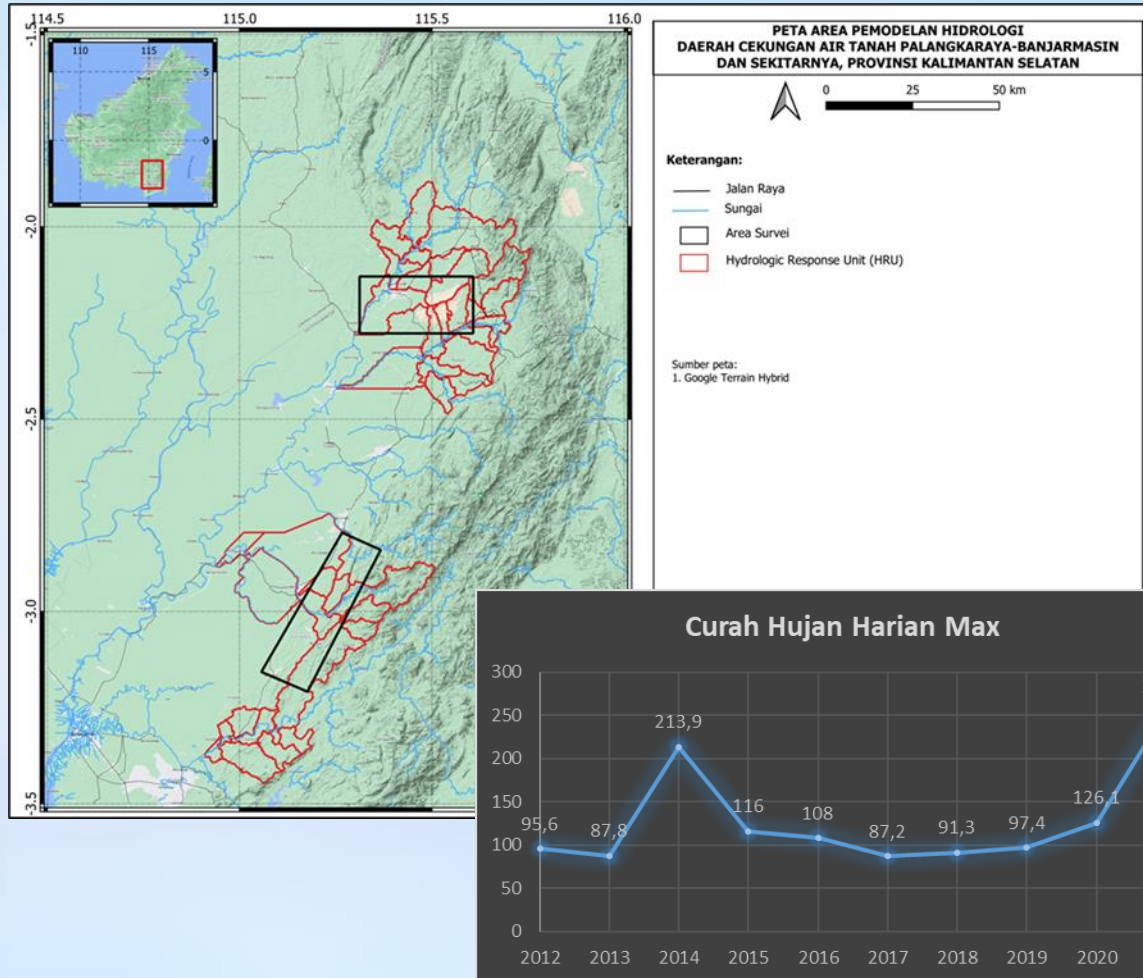 114.5
115.0
115.5
116.0
-1.5
-2.0
-2.5
-3.0
-3.5
110
115
5
0
PETA AREA PEMODELAN HIDROLOGI
DAERAH CEKUNGAN AIR TANAH PALANGKARAYA-BANJARMASIN
DAN SEKITARNYA, PROVINSI KALIMANTAN SELATAN
0 25 50 km
Keterangan:
Jalan Raya
Sungai
Area Survei
Hydrologic Response Unit (HRU)
Sumber peta:
1. Google Terrain Hybrid
Curah Hujan Harian Max
300
250
200
150
100
50
0
95,6
87,8
213,9
116
108
87,2
91,3
97,4
126,1
2012 2013 2014 2015 2016 2017 2018 2019 2020